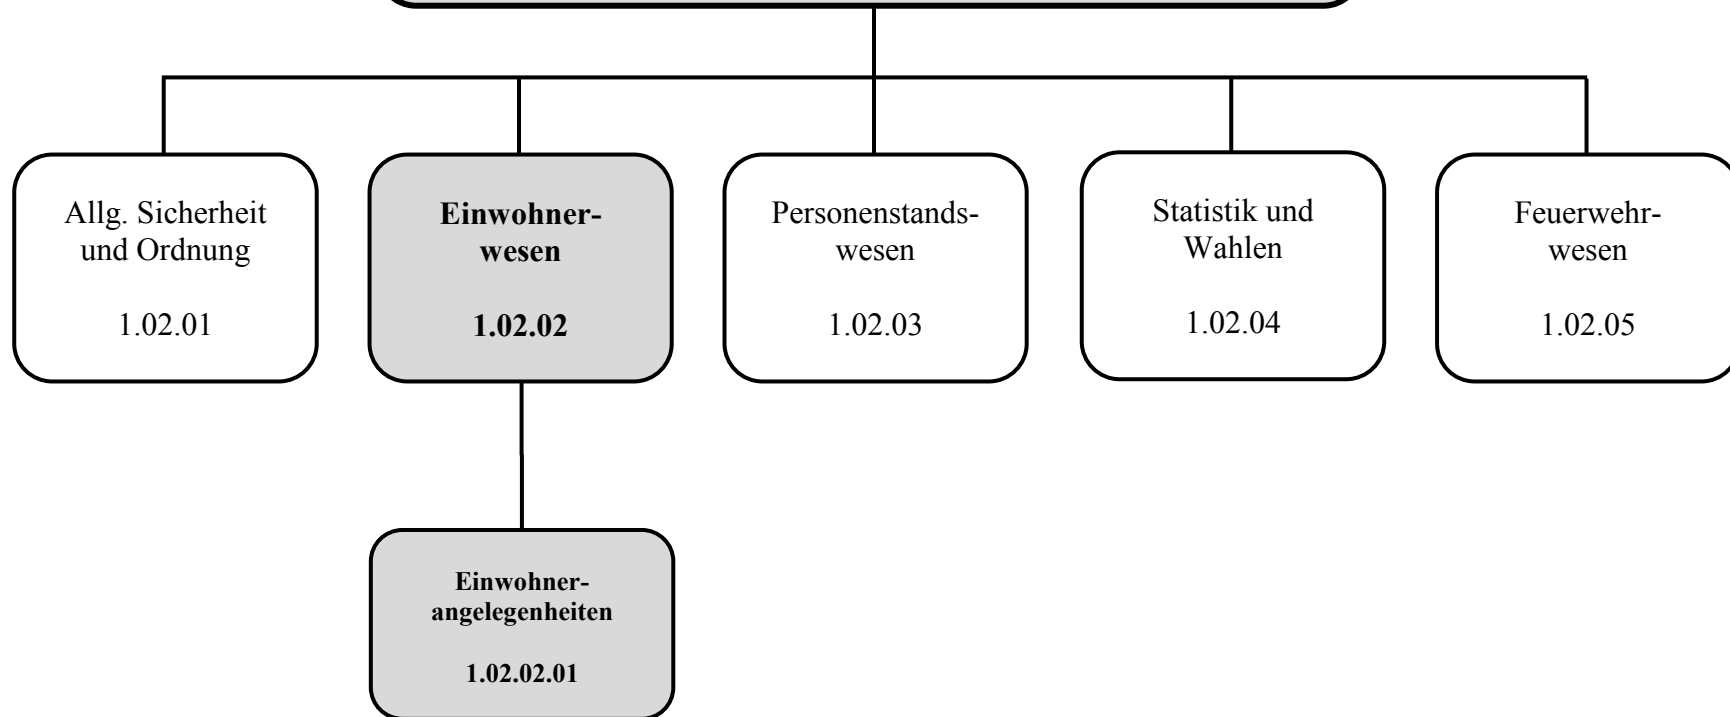 Allg. Sicherheit
und Ordnung
1.02.01
Einwohner-
wesen
1.02.02
Personenstands-
wesen
1.02.03
Statistik und
Wahlen
1.02.04
Feuerwehr-
wesen
1.02.05
Einwohner-
angelegenheiten
1.02.02.01